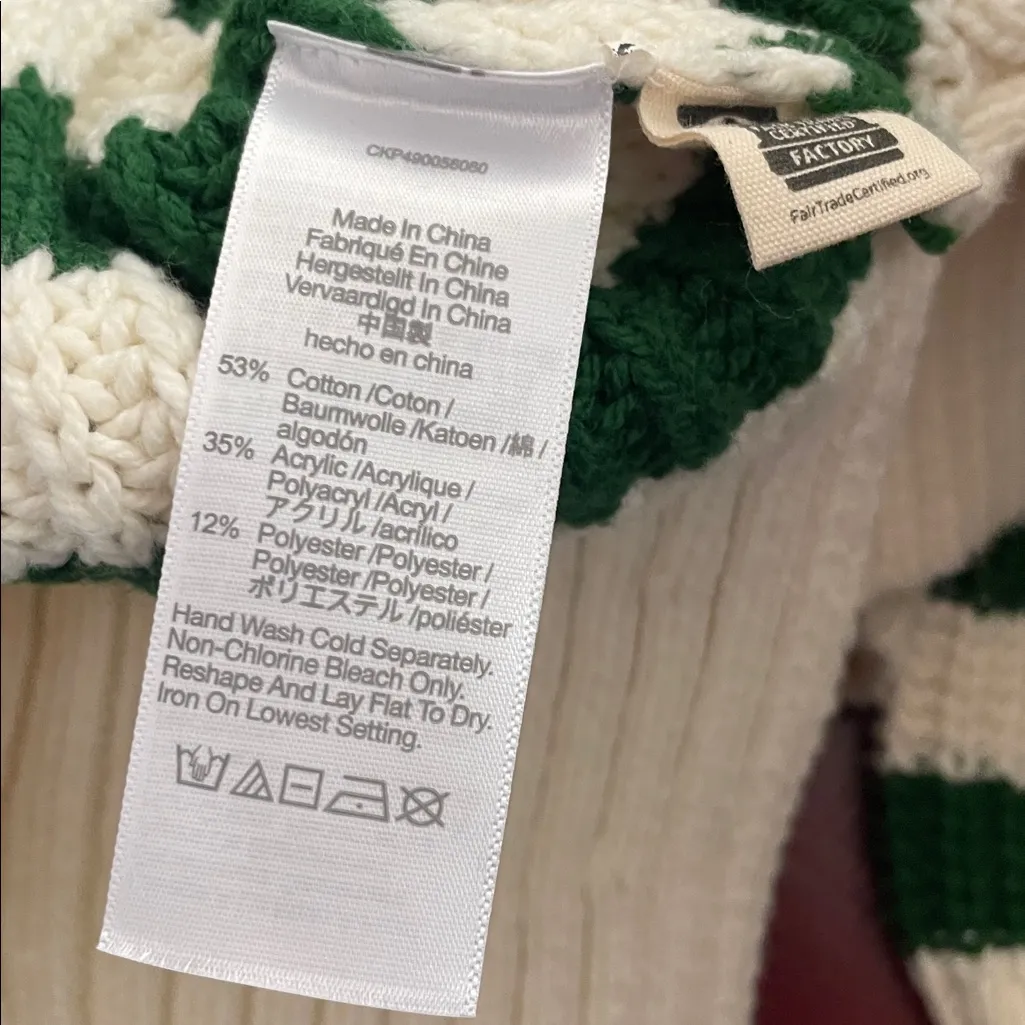 CKP490056060
Made In China
Fabriqué En Chine
Hergestellt In China
Vervaardigd In China
中国製
hecho en china
53% Cotton /Coton /
Baumwolle /Katoen /綿 /
algodón
35% Acrylic /Acrylique /
Polyacryl /Acryl /
アクリル /acrílico
12% Polyester /Polyester /
Polyester /Polyester /
ポリエステル /poliéster
Hand Wash Cold Separately.
Non-Chlorine Bleach Only.
Reshape And Lay Flat To Dry.
Iron On Lowest Setting.
CERTIFIED
FACTORY
FairTradeCertified.org